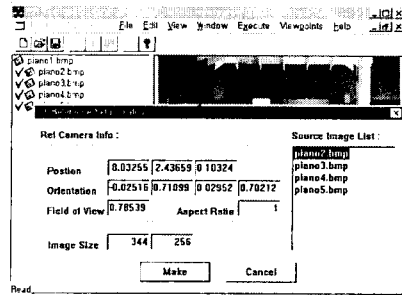 File Edit View Window Execute Viewpoints Help
piano1.bmp
piano2.bmp
piano3.bmp
piano4.bmp
Ref Camera Info :
Source Image List :
Postion 8.03255 2.43659 0.10324
Orientation -0.02516 0.71099 0.02952 0.70212
Field of View 0.78539 Aspect Ratio 1
Image Size 344 256
piano2.bmp
piano3.bmp
piano4.bmp
piano5.bmp
Make Cancel
Read